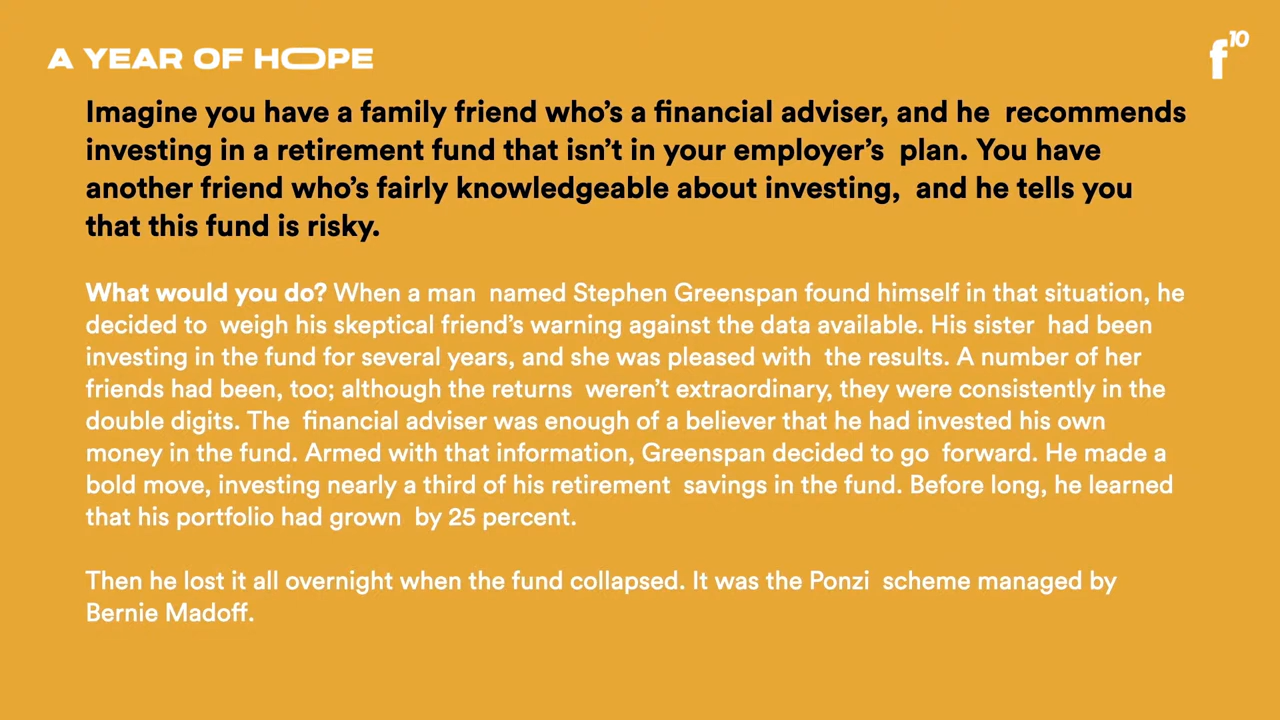 A YEAR OF HOPE
f10
Imagine you have a family friend who’s a financial adviser, and he  recommends
investing in a retirement fund that isn’t in your employer’s  plan. You have
another friend who’s fairly knowledgeable about investing,  and he tells you
that this fund is risky.
What would you do? When a man  named Stephen Greenspan found himself in that situation, he
decided to  weigh his skeptical friend’s warning against the data available. His sister  had been
investing in the fund for several years, and she was pleased with  the results. A number of her
friends had been, too; although the returns  weren’t extraordinary, they were consistently in the
double digits. The  financial adviser was enough of a believer that he had invested his own
money in the fund. Armed with that information, Greenspan decided to go  forward. He made a
bold move, investing nearly a third of his retirement  savings in the fund. Before long, he learned
that his portfolio had grown  by 25 percent.
Then he lost it all overnight when the fund collapsed. It was the Ponzi  scheme managed by
Bernie Madoff.